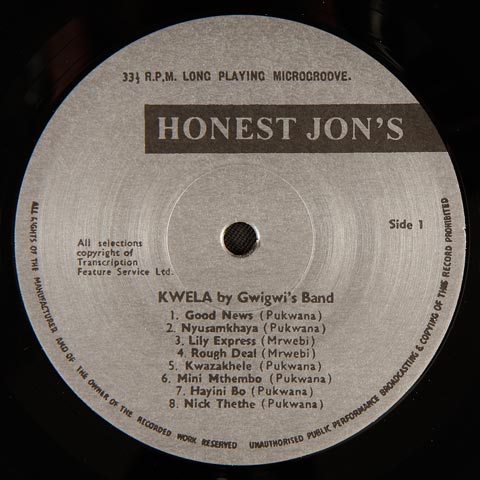 33⅓ R.P.M. LONG PLAYING MICROGROOVE.
HONEST JON'S
Side 1
All selections
copyright of
Transcription
Feature Service Ltd.
KWELA by Gwigwi's Band
1. Good News (Pukwana)
2. Nyusamkhaya (Pukwana)
3. Lily Express (Mrwebi)
4. Rough Deal (Mrwebi)
5. Kwazakhele (Pukwana)
6. Mini Mthembo (Pukwana)
7. Hayini Bo (Pukwana)
8. Nick Thethe (Pukwana)
ALL RIGHTS OF THE MANUFACTURER AND OF THE OWNER OF THE RECORDED WORK RESERVED UNAUTHORISED PUBLIC PERFORMANCE BROADCASTING & COPYING OF THIS RECORD PROHIBITED